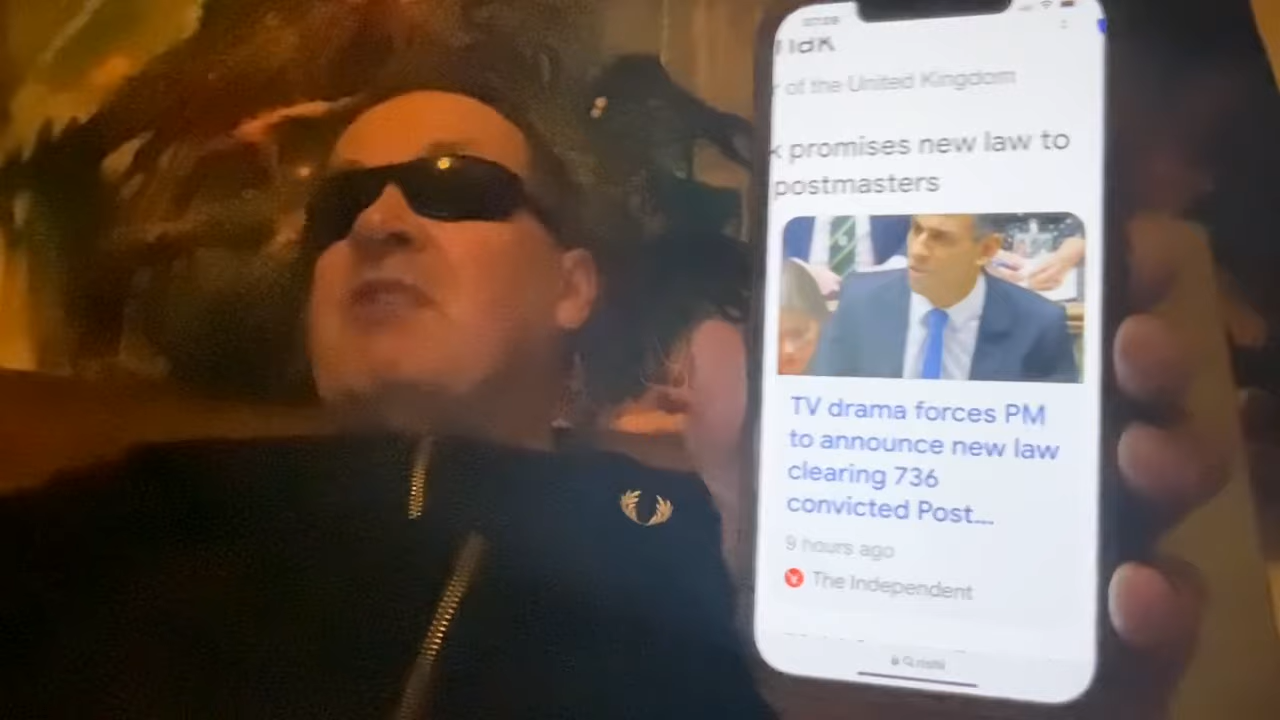 of the United Kingdom
promises new law to
postmasters
TV drama forces PM
to announce new law
clearing 736
convicted Post...
9 hours ago
The Independent